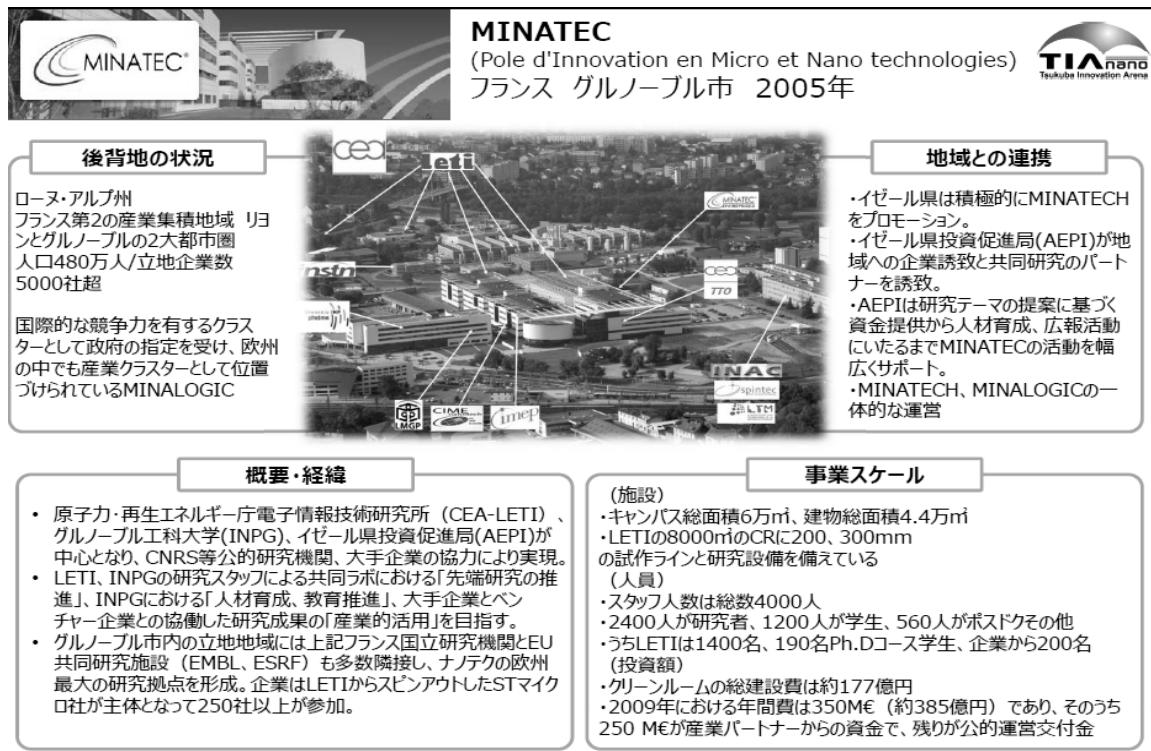 MINATEC®
MINATEC
(Pole d'Innovation en Micro et Nano technologies)
フランス グルノーブル市 2005年
TIA nano
Tsukuba Innovation Arena
後背地の状況
ローヌ・アルプ州
フランス第2の産業集積地域 リヨ
ンとグルノーブルの2大都市圏
人口480万人/立地企業数
5000社超
国際的な競争力を有するクラス
ターとして政府の指定を受け、欧州
の中でも産業クラスターとして位置
づけられているMINALOGIC
cea
leti
MINATEC
instn
cea
TTO
phelma
INAC
spintec
LTM
LMGP
CIME
imep
地域との連携
・イゼール県は積極的にMINATECH
をプロモーション。
・イゼール県投資促進局(AEPI)が地
域への企業誘致と共同研究のパート
ナーを誘致。
・AEPIは研究テーマの提案に基づく
資金提供から人材育成、広報活動
にいたるまでMINATECの活動を幅
広くサポート。
・MINATECH、MINALOGICの一
体的な運営
概要・経緯
• 原子力・再生エネルギー庁電子情報技術研究所（CEA-LETI）、
グルノーブル工科大学(INPG)、イゼール県投資促進局(AEPI)が
中心となり、CNRS等公的研究機関、大手企業の協力により実現。
• LETI、INPGの研究スタッフによる共同ラボにおける「先端研究の推
進」、INPGにおける「人材育成、教育推進」、大手企業とベン
チャー企業との協働した研究成果の「産業的活用」を目指す。
• グルノーブル市内の立地地域には上記フランス国立研究機関とEU
共同研究施設（EMBL、ESRF）も多数隣接し、ナノテクの欧州
最大の研究拠点を形成。企業はLETIからスピンアウトしたSTマイク
ロ社が主体となって250社以上が参加。
事業スケール
（施設）
・キャンパス総面積6万㎡、建物総面積4.4万㎡
・LETIの8000㎡のCRに200、300mm
の試作ラインと研究設備を備えている
（人員）
・スタッフ人数は総数4000人
・2400人が研究者、1200人が学生、560人がポスドクその他
・うちLETIは1400名、190名Ph.Dコース学生、企業から200名
（投資額）
・クリーンルームの総建設費は約177億円
・2009年における年間費は350M€（約385億円）であり、そのうち
250 M€が産業パートナーからの資金で、残りが公的運営交付金